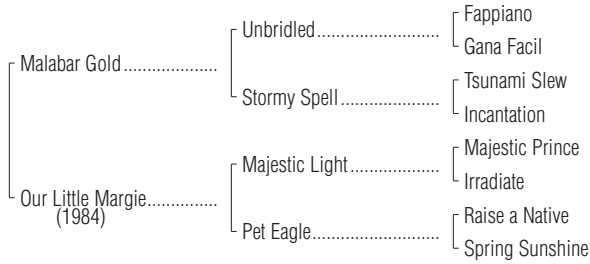 Fappiano
Unbridled
Gana Facil
Malabar Gold
Tsunami Slew
Stormy Spell
Incantation
Majestic Prince
Majestic Light
Irradiate
Our Little Margie
(1984)
Raise a Native
Pet Eagle
Spring Sunshine